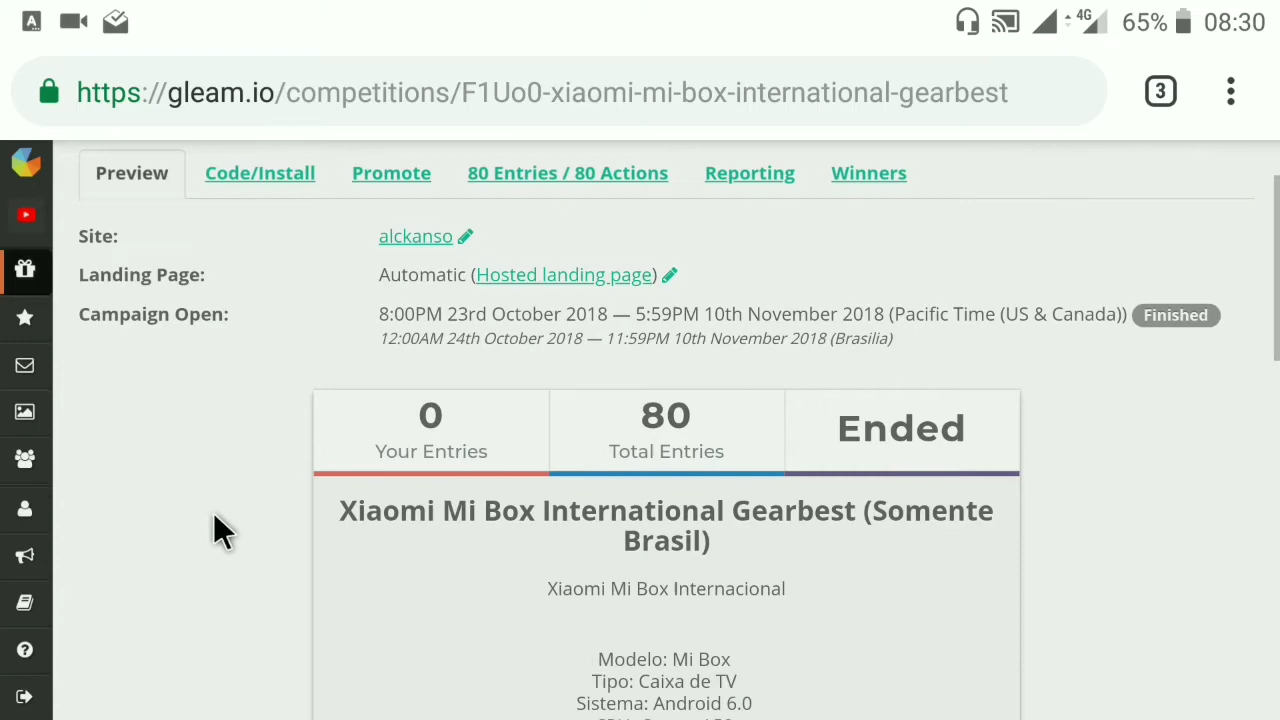 4G 65% 08:30
https://gleam.io/competitions/F1Uo0-xiaomi-mi-box-international-gearbest 3
Preview Code/Install Promote 80 Entries / 80 Actions Reporting Winners
Site: alckanso
Landing Page: Automatic (Hosted landing page)
Campaign Open: 8:00PM 23rd October 2018 — 5:59PM 10th November 2018 (Pacific Time (US & Canada)) Finished
12:00AM 24th October 2018 — 11:59PM 10th November 2018 (Brasilia)
0 80 Ended
Your Entries Total Entries
Xiaomi Mi Box International Gearbest (Somente
Brasil)
Xiaomi Mi Box Internacional
Modelo: Mi Box
Tipo: Caixa de TV
Sistema: Android 6.0